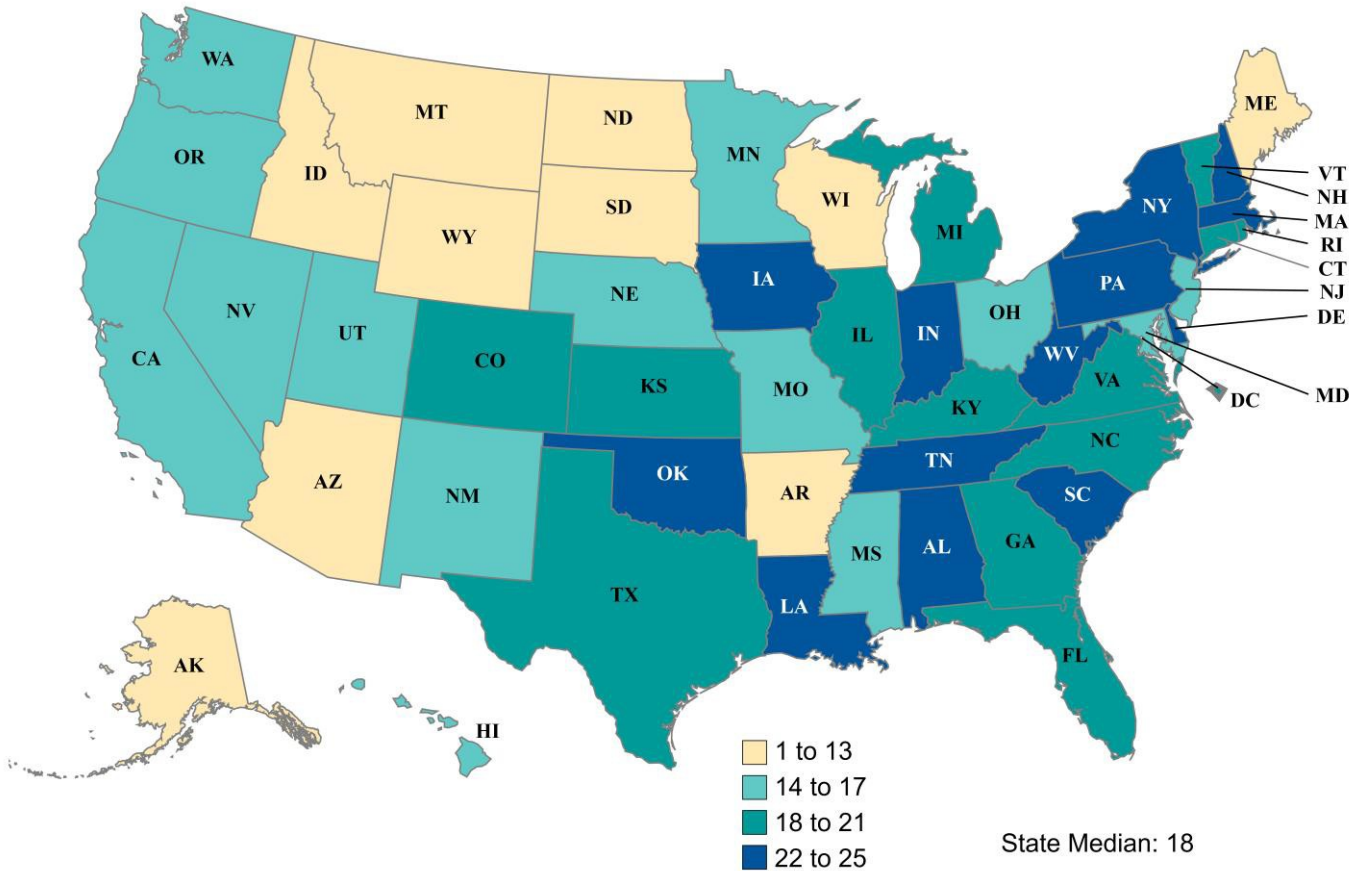 WA
MT
ND
ME
OR
MN
ID
VT
SD
WI
NH
WY
NY
MA
MI
RI
CT
IA
PA
NE
NJ
NV
OH
DE
UT
IL
IN
CA
CO
WV
KS
MO
VA
MD
DC
KY
NC
TN
AZ
OK
NM
AR
SC
MS
AL
GA
TX
LA
FL
AK
HI
1 to 13
14 to 17
18 to 21
22 to 25
State Median: 18